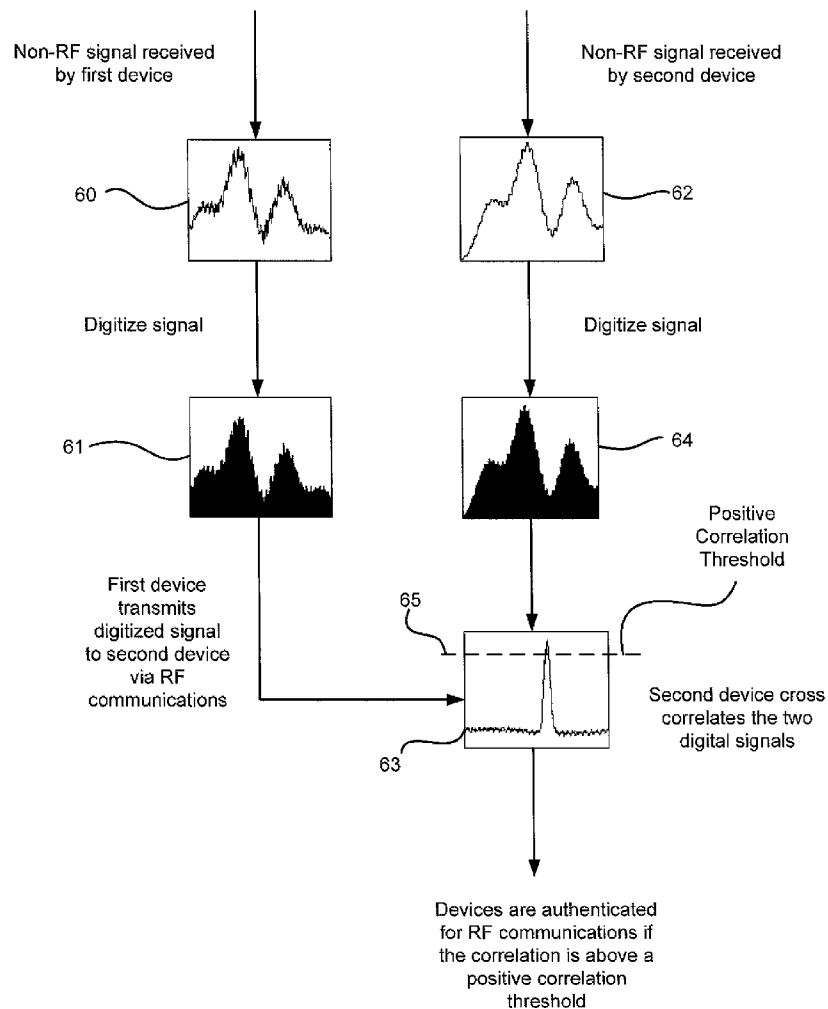 Non-RF signal received
by first device
Non-RF signal received
by second device
60
62
Digitize signal
Digitize signal
61
64
Positive
Correlation
Threshold
First device
transmits
digitized signal
to second device
via RF
communications
65
Second device cross
correlates the two
digital signals
63
Devices are authenticated
for RF communications if
the correlation is above a
positive correlation
threshold